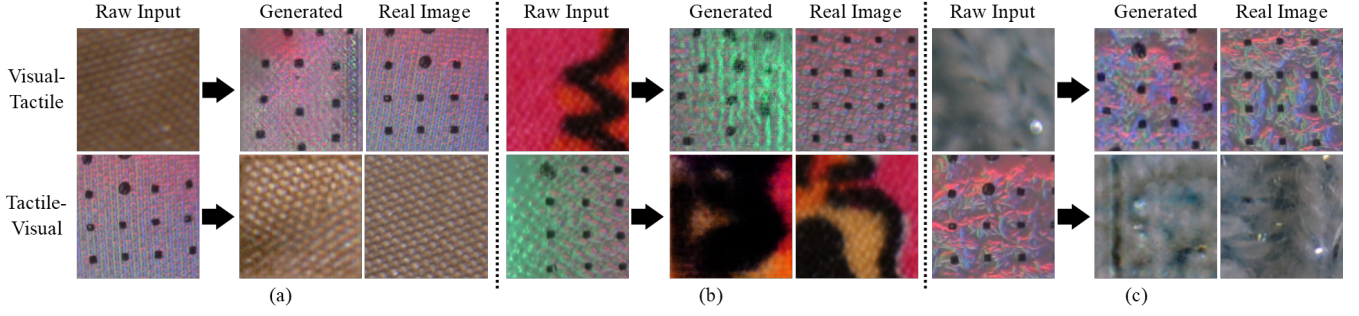 Raw Input Generated Real Image Raw Input Generated Real Image Raw Input Generated Real Image
Visual-
Tactile
Tactile-
Visual
(a) (b) (c)